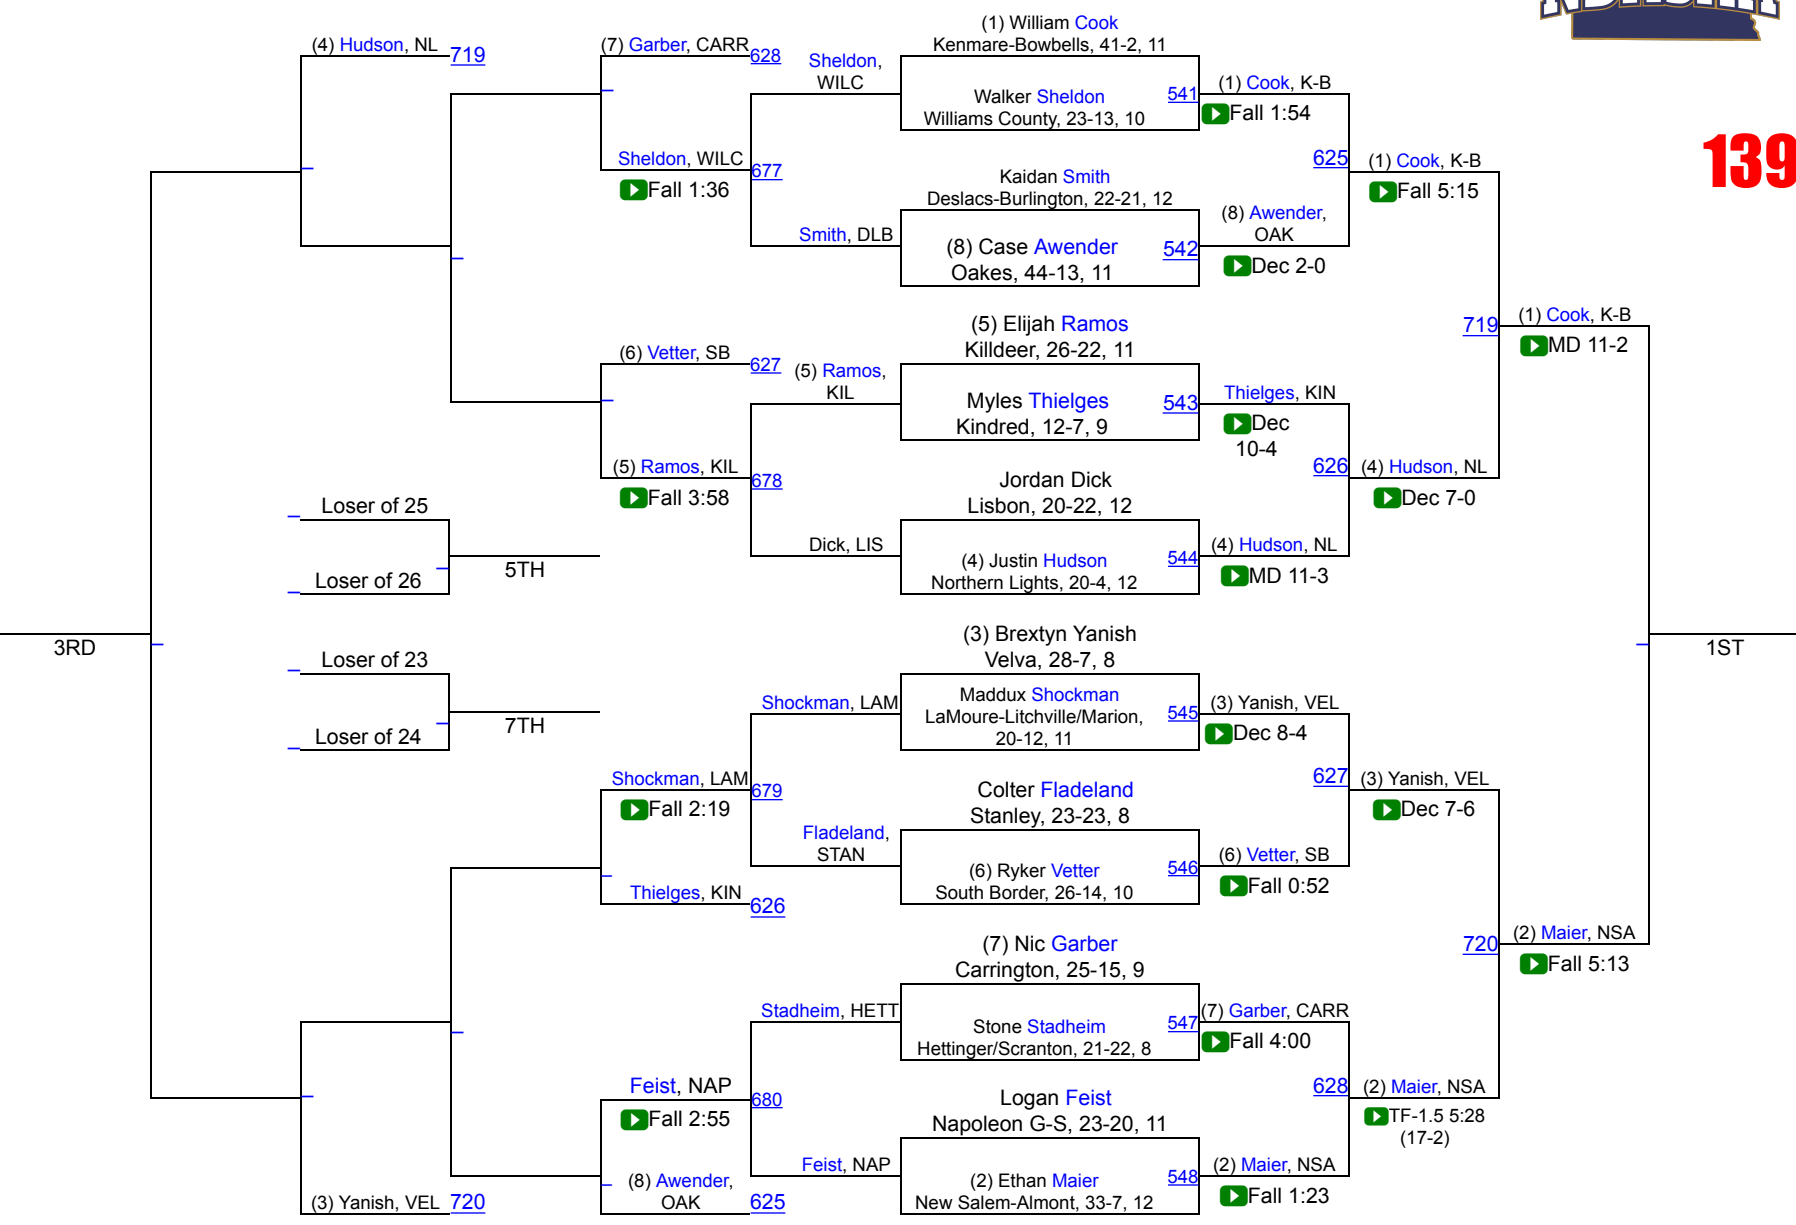 NDHSAA
139
(4) Hudson, NL
719
(7) Garber, CARR
628
Sheldon,
WILC
Sheldon, WILC
Fall 1:36
677
Smith, DLB
(6) Vetter, SB
627
(5) Ramos,
KIL
(5) Ramos, KIL
Fall 3:58
678
Dick, LIS
Loser of 25
Loser of 26
5TH
3RD
Loser of 23
Loser of 24
7TH
Shockman, LAM
Shockman, LAM
Fall 2:19
679
Fladeland,
STAN
Thielges, KIN
626
Stadheim, HETT
Feist, NAP
Fall 2:55
680
Feist, NAP
(8) Awender,
OAK
625
(3) Yanish, VEL
720
(1) William Cook
Kenmare-Bowbells, 41-2, 11
Walker Sheldon
Williams County, 23-13, 10
541
Kaidan Smith
Deslacs-Burlington, 22-21, 12
(8) Case Awender
Oakes, 44-13, 11
542
(5) Elijah Ramos
Killdeer, 26-22, 11
Myles Thielges
Kindred, 12-7, 9
543
Jordan Dick
Lisbon, 20-22, 12
(4) Justin Hudson
Northern Lights, 20-4, 12
544
(3) Brextyn Yanish
Velva, 28-7, 8
Maddux Shockman
LaMoure-Litchville/Marion,
20-12, 11
545
Colter Fladeland
Stanley, 23-23, 8
(6) Ryker Vetter
South Border, 26-14, 10
546
(7) Nic Garber
Carrington, 25-15, 9
Stone Stadheim
Hettinger/Scranton, 21-22, 8
547
Logan Feist
Napoleon G-S, 23-20, 11
(2) Ethan Maier
New Salem-Almont, 33-7, 12
548
(1) Cook, K-B
Fall 1:54
625
(8) Awender,
OAK
Dec 2-0
Thielges, KIN
Dec
10-4
626
(4) Hudson, NL
MD 11-3
(3) Yanish, VEL
Dec 8-4
627
(6) Vetter, SB
Fall 0:52
(7) Garber, CARR
Fall 4:00
628
(2) Maier, NSA
Fall 1:23
(1) Cook, K-B
Fall 5:15
719
(4) Hudson, NL
Dec 7-0
(3) Yanish, VEL
Dec 7-6
720
(2) Maier, NSA
TF-1.5 5:28
(17-2)
(1) Cook, K-B
MD 11-2
(2) Maier, NSA
Fall 5:13
1ST